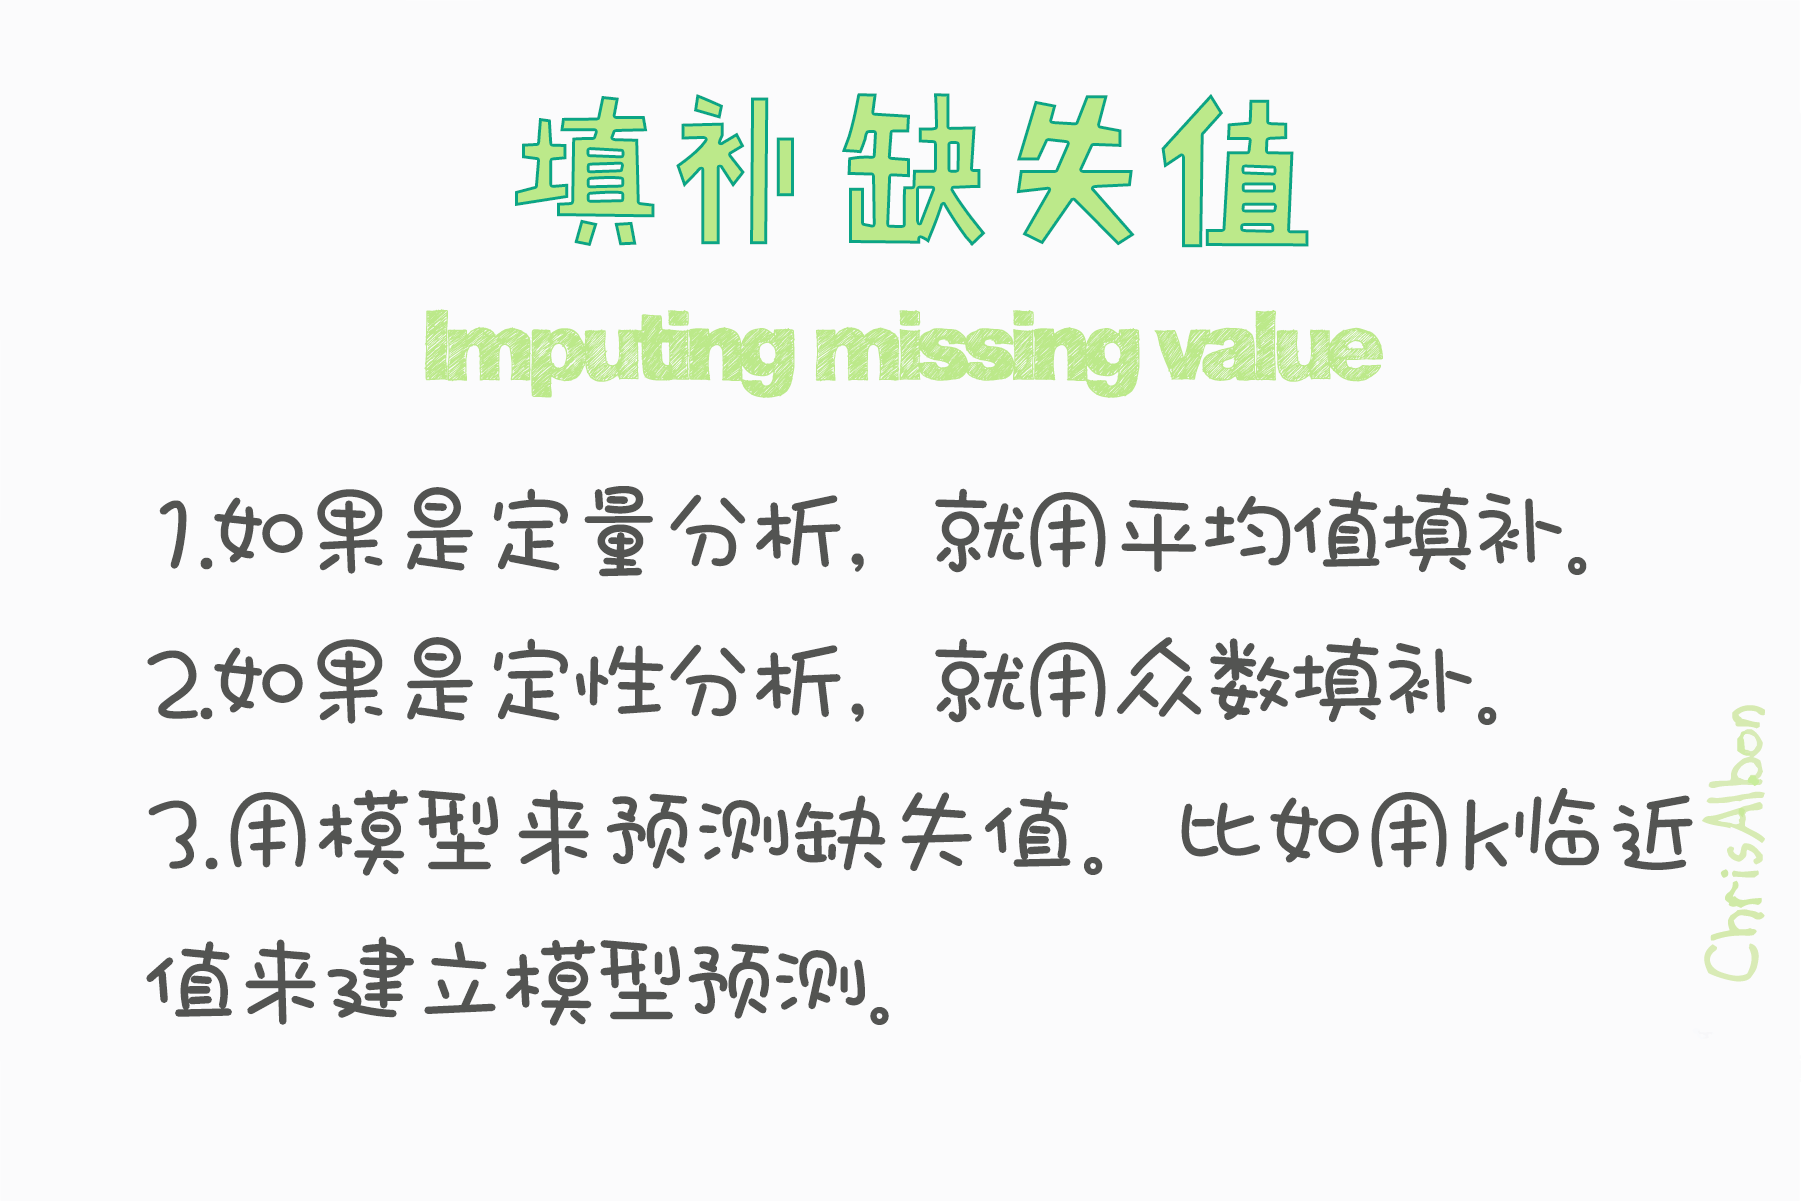 填补缺失值
Imputing missing value
1.如果是定量分析，就用平均值填补。
2.如果是定性分析，就用众数填补。
3.用模型来预测缺失值。比如用K临近
值来建立模型预测。
ChrisAlbon